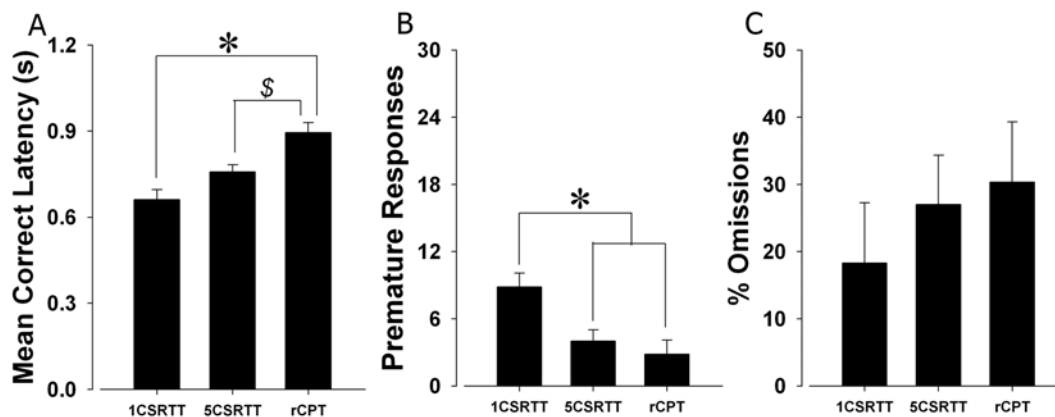 A
Mean Correct Latency (s)
1.2
0.9
0.6
0.3
0.0
*
$
1CSRTT 5CSRTT rCPT
B
Premature Responses
30
24
18
12
6
0
*
1CSRTT 5CSRTT rCPT
C
% Omissions
50
40
30
20
10
0
1CSRTT 5CSRTT rCPT